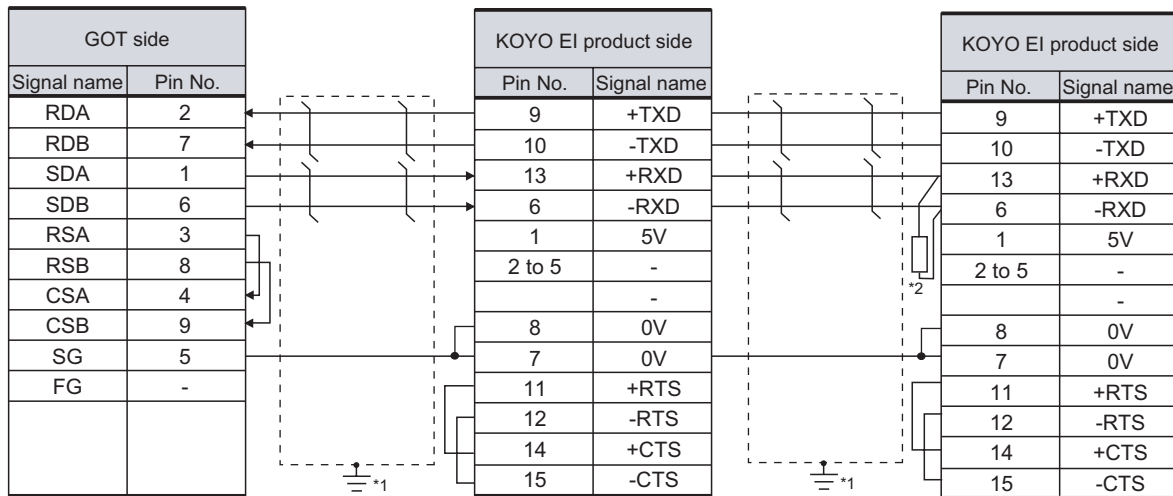 GOT side
Signal name Pin No.
RDA 2
RDB 7
SDA 1
SDB 6
RSA 3
RSB 8
CSA 4
CSB 9
SG 5
FG -
*1
KOYO EI product side
Pin No. Signal name
9 +TXD
10 -TXD
13 +RXD
6 -RXD
1 5V
2 to 5 -
-
8 0V
7 0V
11 +RTS
12 -RTS
14 +CTS
15 -CTS
*1
*2
KOYO EI product side
Pin No. Signal name
9 +TXD
10 -TXD
13 +RXD
6 -RXD
1 5V
2 to 5 -
-
8 0V
7 0V
11 +RTS
12 -RTS
14 +CTS
15 -CTS